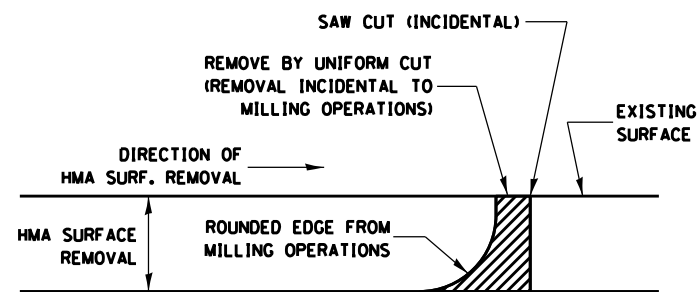 SAW CUT (INCIDENTAL)
REMOVE BY UNIFORM CUT
(REMOVAL INCIDENTAL TO
MILLING OPERATIONS)
EXISTING
SURFACE
DIRECTION OF
HMA SURF. REMOVAL
HMA SURFACE
REMOVAL
ROUNDED EDGE FROM
MILLING OPERATIONS